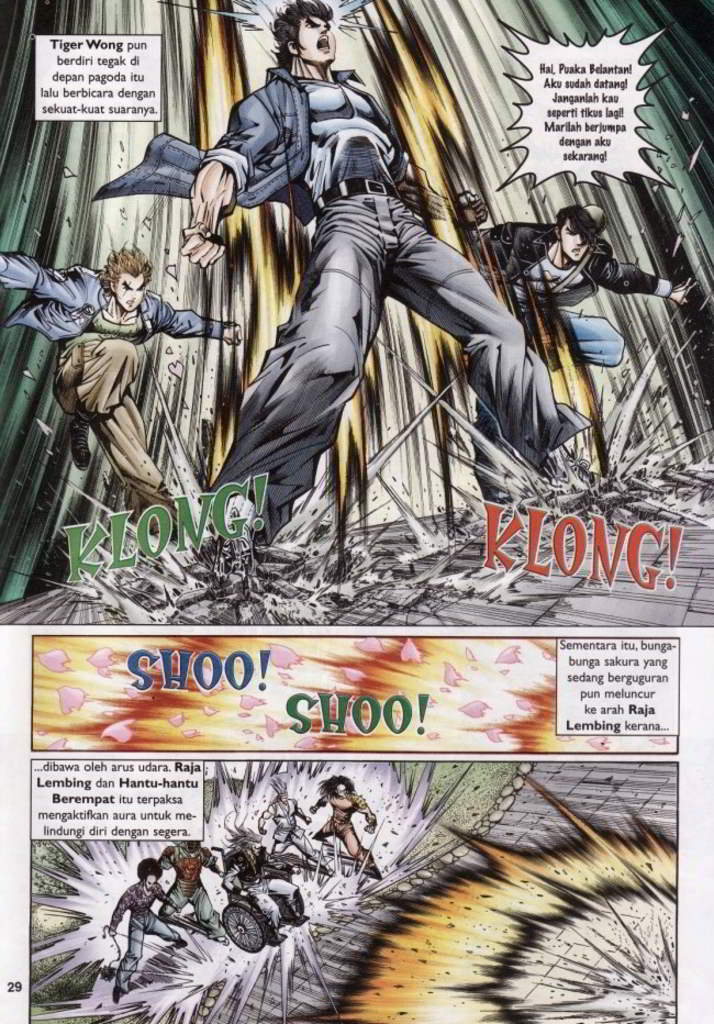 Tiger Wong pun
berdiri tegak di
depan pagoda itu
lalu berbicara dengan
sekuat-kuat suaranya.
Hai, Puaka Belantan!
Aku sudah datang!
Janganlah kau
seperti tikus lagi!
Marilah berjumpa
dengan aku
sekarang!
KLONG!
KLONG!
SHOO!
SHOO!
Sementara itu, bunga-
bunga sakura yang
sedang berguguran
pun meluncur
ke arah Raja
Lembing kerana...
...dibawa oleh arus udara. Raja
Lembing dan Hantu-hantu
Berempat itu terpaksa
mengaktifkan aura untuk me-
lindungi diri dengan segera.
29